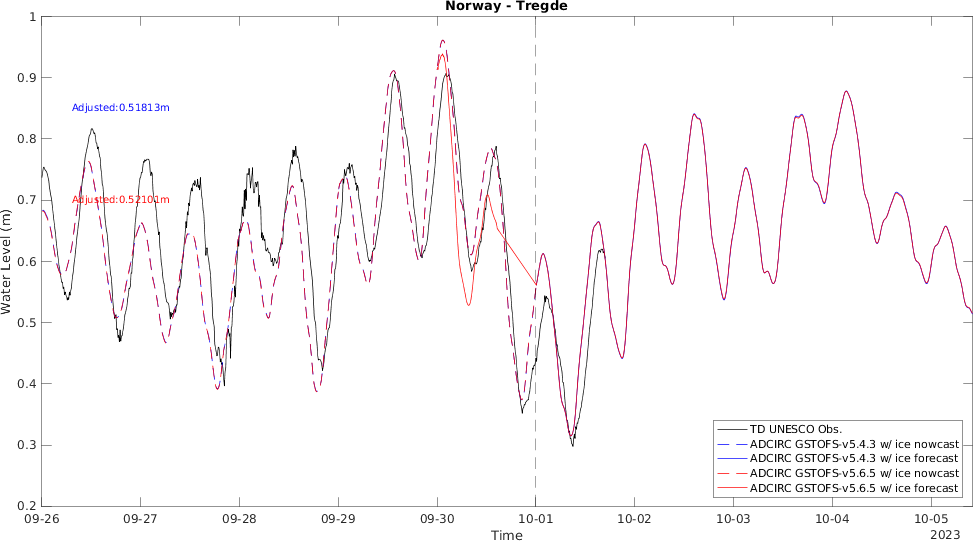 Norway - Tregde
Water Level (m)
1
0.9
0.8
0.7
0.6
0.5
0.4
0.3
0.2
Adjusted:0.51813m
Adjusted:0.52101m
TD UNESCO Obs.
ADCIRC GSTOFS-v5.4.3 w/ ice nowcast
ADCIRC GSTOFS-v5.4.3 w/ ice forecast
ADCIRC GSTOFS-v5.6.5 w/ ice nowcast
ADCIRC GSTOFS-v5.6.5 w/ ice forecast
09-26 09-27 09-28 09-29 09-30 10-01 10-02 10-03 10-04 10-05
Time
2023